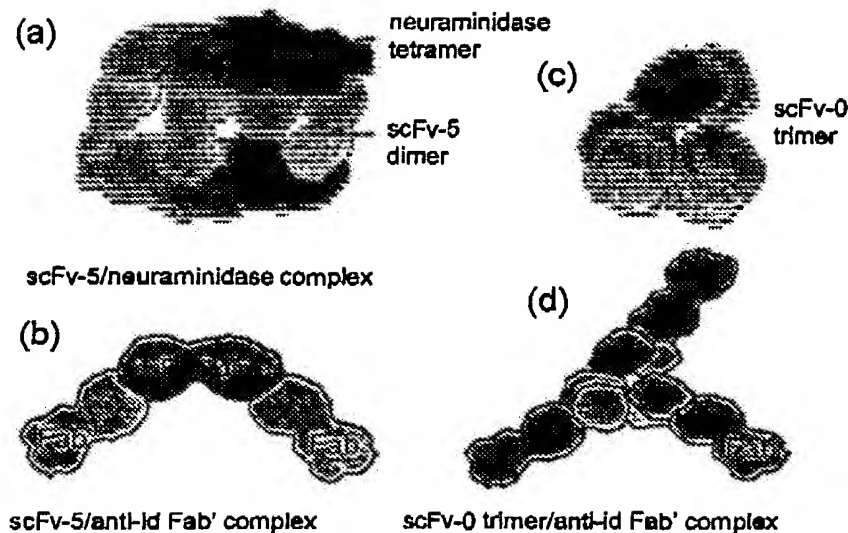 (a)
neuraminidase
tetramer
scFv-5
dimer
scFv-5/neuraminidase complex
(c)
scFv-0
trimer
(b)
Fab
Fab
scFv-5/anti-id Fab' complex
(d)
scFv-0 trimer/anti-id Fab' complex